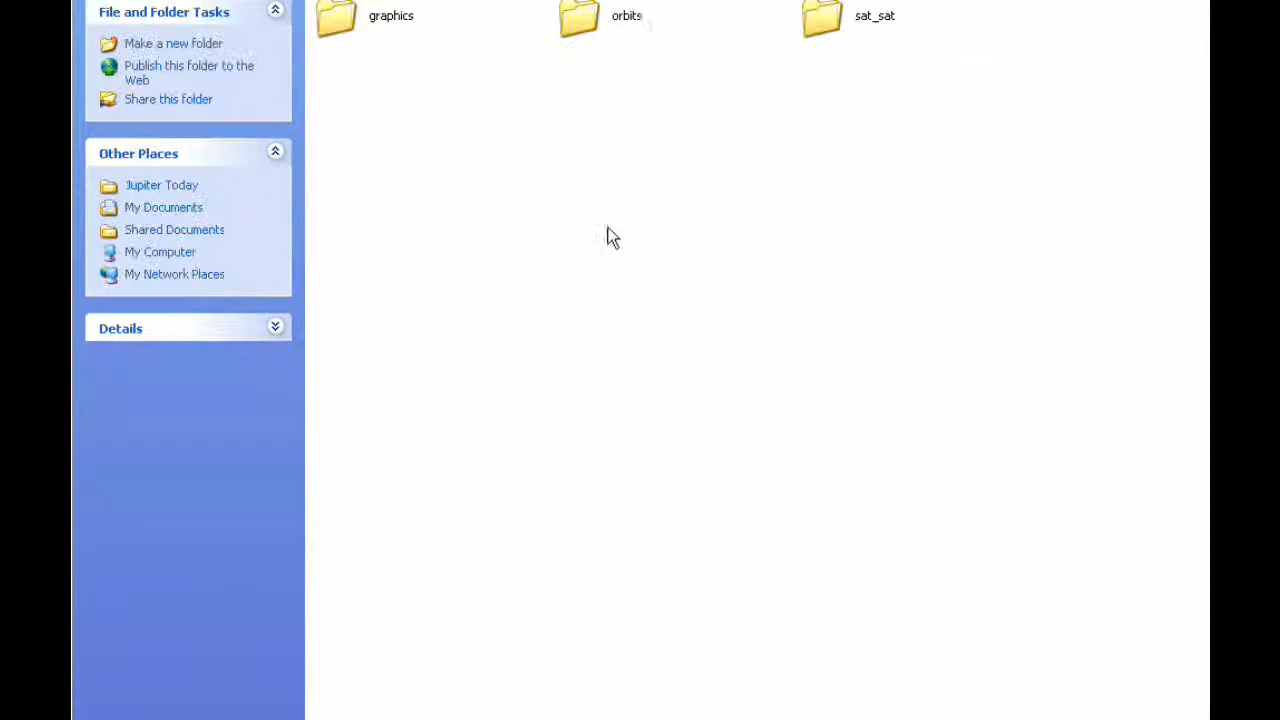 File and Folder Tasks
Make a new folder
Publish this folder to the
Web
Share this folder
Other Places
Jupiter Today
My Documents
Shared Documents
My Computer
My Network Places
Details
graphics
orbits
sat_sat